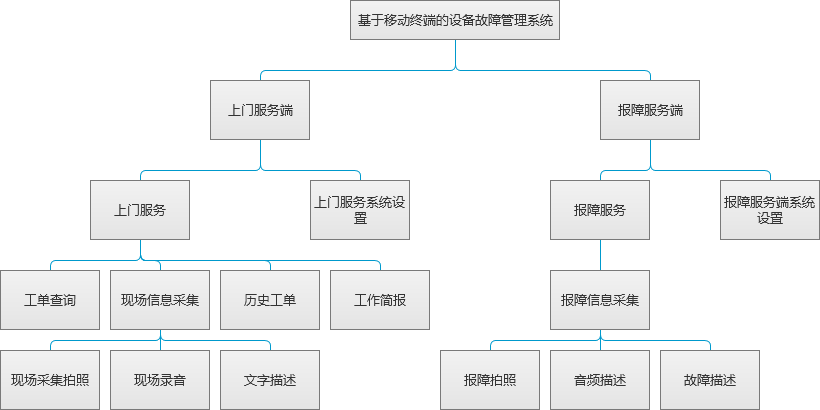 基于移动终端的设备故障管理系统
上门服务端
报障服务端
上门服务
上门服务系统设
置
报障服务
报障服务端系统
设置
工单查询
现场信息采集
历史工单
工作简报
报障信息采集
现场采集拍照
现场录音
文字描述
报障拍照
音频描述
故障描述